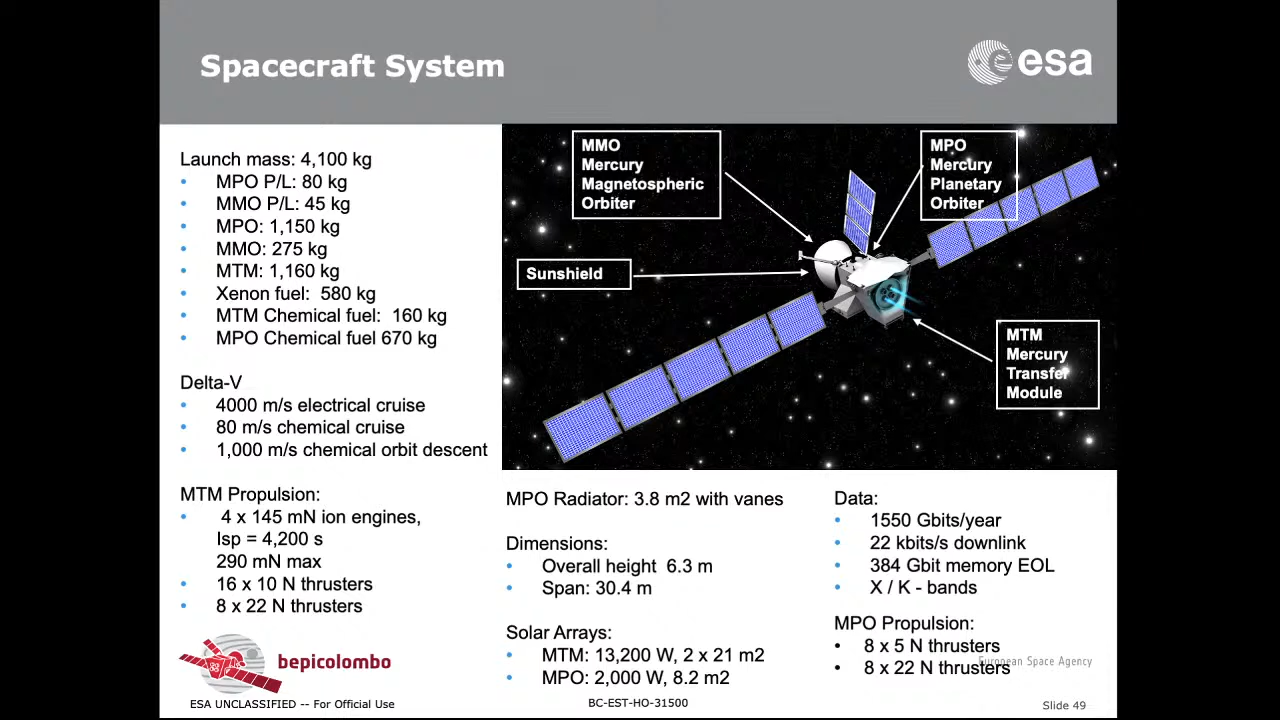 Spacecraft System
esa
Launch mass: 4,100 kg
• MPO P/L: 80 kg
• MMO P/L: 45 kg
• MPO: 1,150 kg
• MMO: 275 kg
• MTM: 1,160 kg
• Xenon fuel: 580 kg
• MTM Chemical fuel: 160 kg
• MPO Chemical fuel 670 kg
Delta-V
• 4000 m/s electrical cruise
• 80 m/s chemical cruise
• 1,000 m/s chemical orbit descent
MTM Propulsion:
• 4 x 145 mN ion engines,
Isp = 4,200 s
290 mN max
• 16 x 10 N thrusters
• 8 x 22 N thrusters
MMO
Mercury
Magnetospheric
Orbiter
MPO
Mercury
Planetary
Orbiter
Sunshield
MTM
Mercury
Transfer
Module
MPO Radiator: 3.8 m2 with vanes
Dimensions:
• Overall height 6.3 m
• Span: 30.4 m
Solar Arrays:
• MTM: 13,200 W, 2 x 21 m2
• MPO: 2,000 W, 8.2 m2
Data:
• 1550 Gbits/year
• 22 kbits/s downlink
• 384 Gbit memory EOL
• X / K - bands
MPO Propulsion:
• 8 x 5 N thrusters
• 8 x 22 N thrusters
European Space Agency
bepicolombo
ESA UNCLASSIFIED -- For Official Use
BC-EST-HO-31500
Slide 49